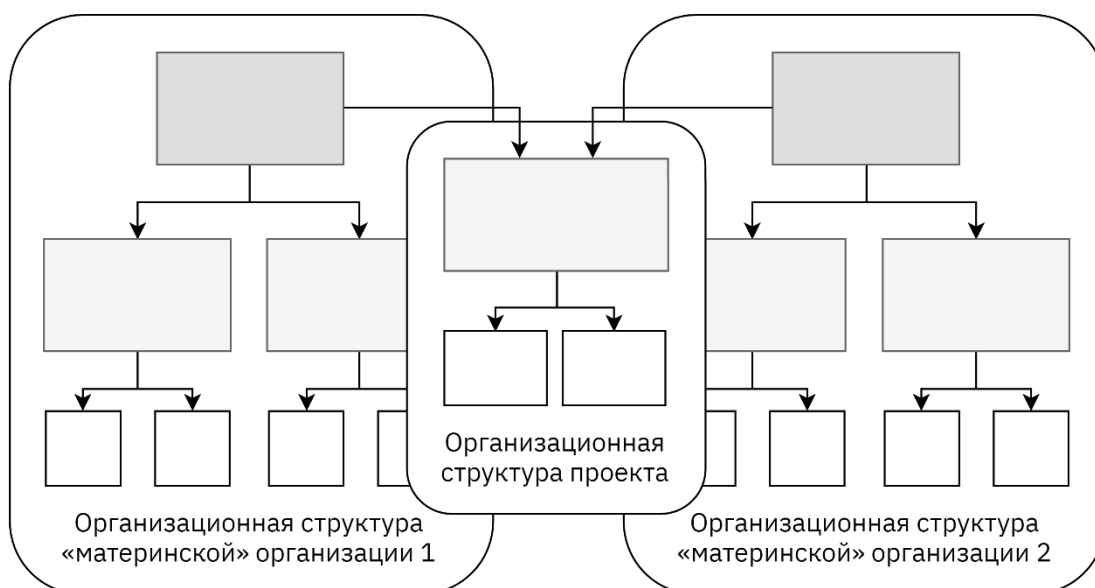 Организационная
структура проекта
Организационная структура
«материнской» организации 1
Организационная структура
«материнской» организации 2